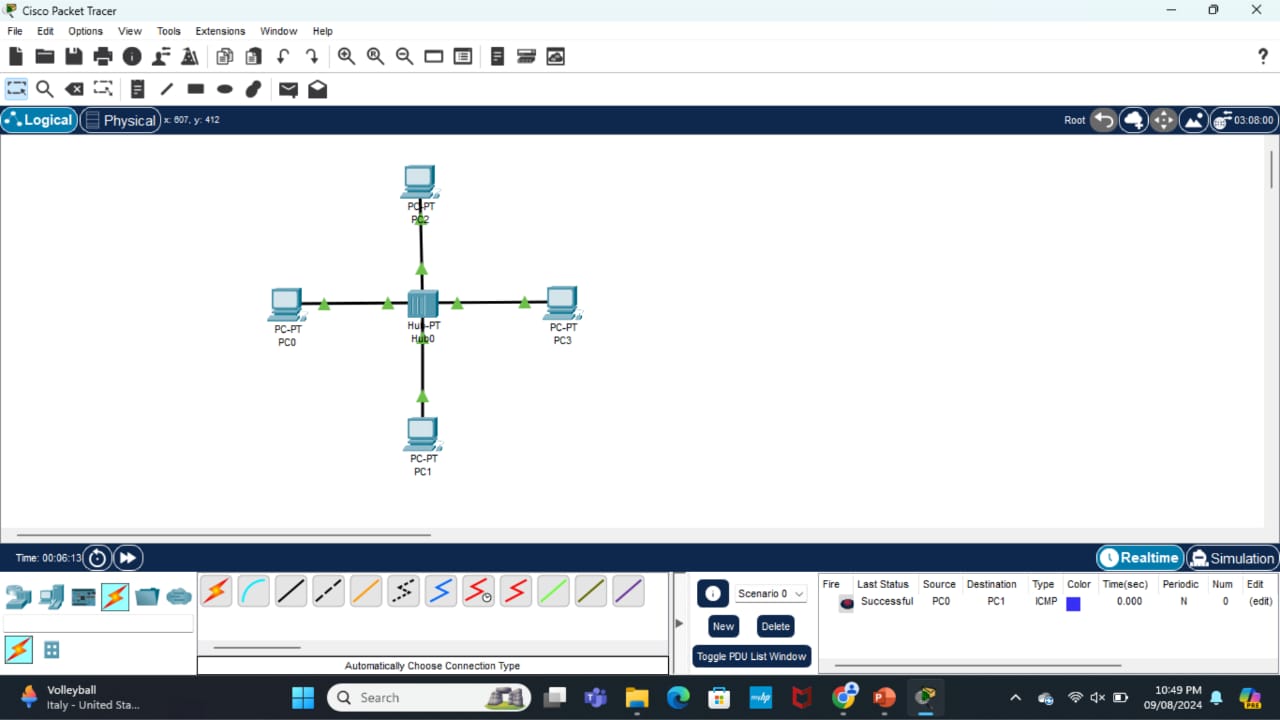 Cisco Packet Tracer
File Edit Options View Tools Extensions Window Help
Logical Physical x: 607, y: 412 Root 03:08:00
PC-PT
PC2
PC-PT
PC0
Hub-PT
Hub0
PC-PT
PC3
PC-PT
PC1
Time: 00:06:13 Realtime Simulation
Automatically Choose Connection Type
Scenario 0
New Delete
Toggle PDU List Window
Fire Last Status Source Destination Type Color Time(sec) Periodic Num Edit
Successful PC0 PC1 ICMP 0.000 N 0 (edit)
Volleyball
Italy - United Sta...
Search
10:49 PM
09/08/2024
PRE